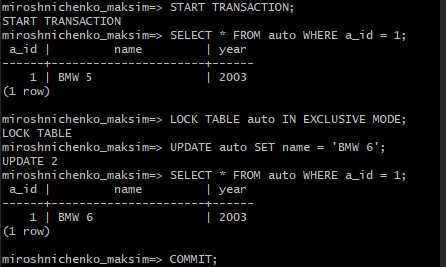 miroshnichenko_maksim=> START TRANSACTION;
START TRANSACTION
miroshnichenko_maksim=> SELECT * FROM auto WHERE a_id = 1;
 a_id |         name         | year
------+----------------------+------
    1 | BMW 5                | 2003
(1 row)

miroshnichenko_maksim=> LOCK TABLE auto IN EXCLUSIVE MODE;
LOCK TABLE
miroshnichenko_maksim=> UPDATE auto SET name = 'BMW 6';
UPDATE 2
miroshnichenko_maksim=> SELECT * FROM auto WHERE a_id = 1;
 a_id |         name         | year
------+----------------------+------
    1 | BMW 6                | 2003
(1 row)

miroshnichenko_maksim=> COMMIT;